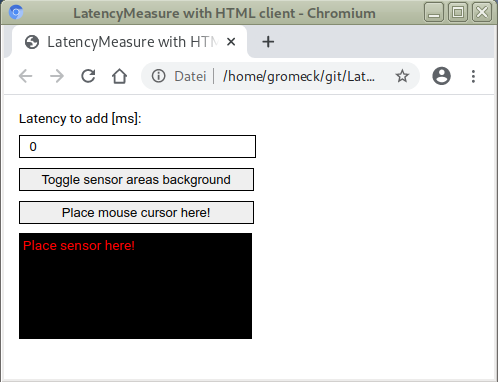 LatencyMeasure with HTML client - Chromium
LatencyMeasure with HTM
Datei
/home/gromeck/git/Lat...
Latency to add [ms]:
0
Toggle sensor areas background
Place mouse cursor here!
Place sensor here!